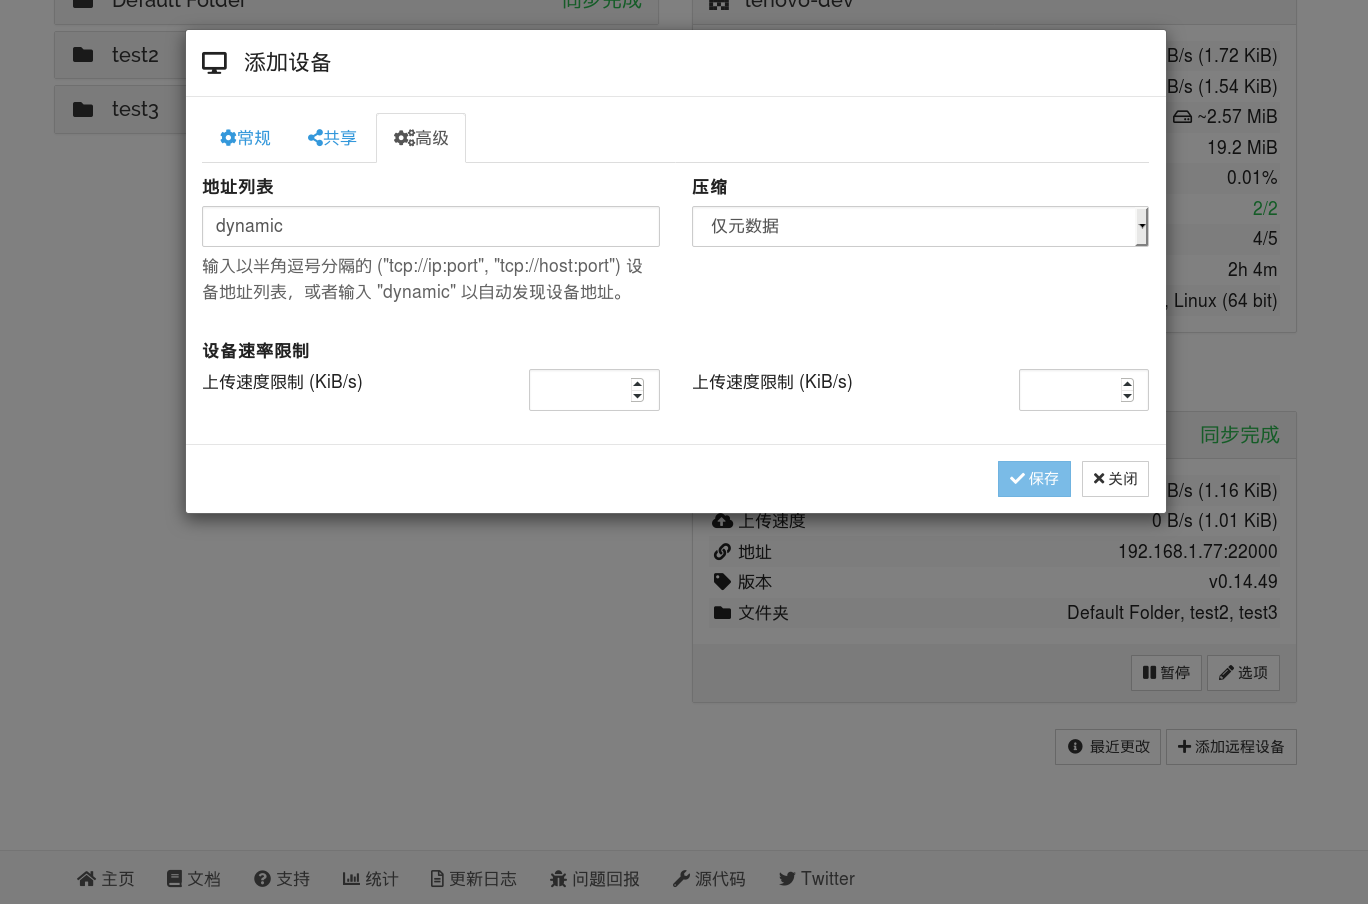 Default Folder
同步完成
test2
test3
lenovo-dev
B/s (1.72 KiB)
B/s (1.54 KiB)
~2.57 MiB
19.2 MiB
0.01%
2/2
4/5
2h 4m
, Linux (64 bit)
添加设备
常规
共享
高级
地址列表
dynamic
输入以半角逗号分隔的 ("tcp://ip:port", "tcp://host:port") 设
备地址列表，或者输入 "dynamic" 以自动发现设备地址。
压缩
仅元数据
设备速率限制
上传速度限制 (KiB/s)
上传速度限制 (KiB/s)
保存
关闭
同步完成
B/s (1.16 KiB)
上传速度 0 B/s (1.01 KiB)
地址 192.168.1.77:22000
版本 v0.14.49
文件夹 Default Folder, test2, test3
暂停
选项
最近更改
添加远程设备
主页 文档 支持 统计 更新日志 问题回报 源代码 Twitter